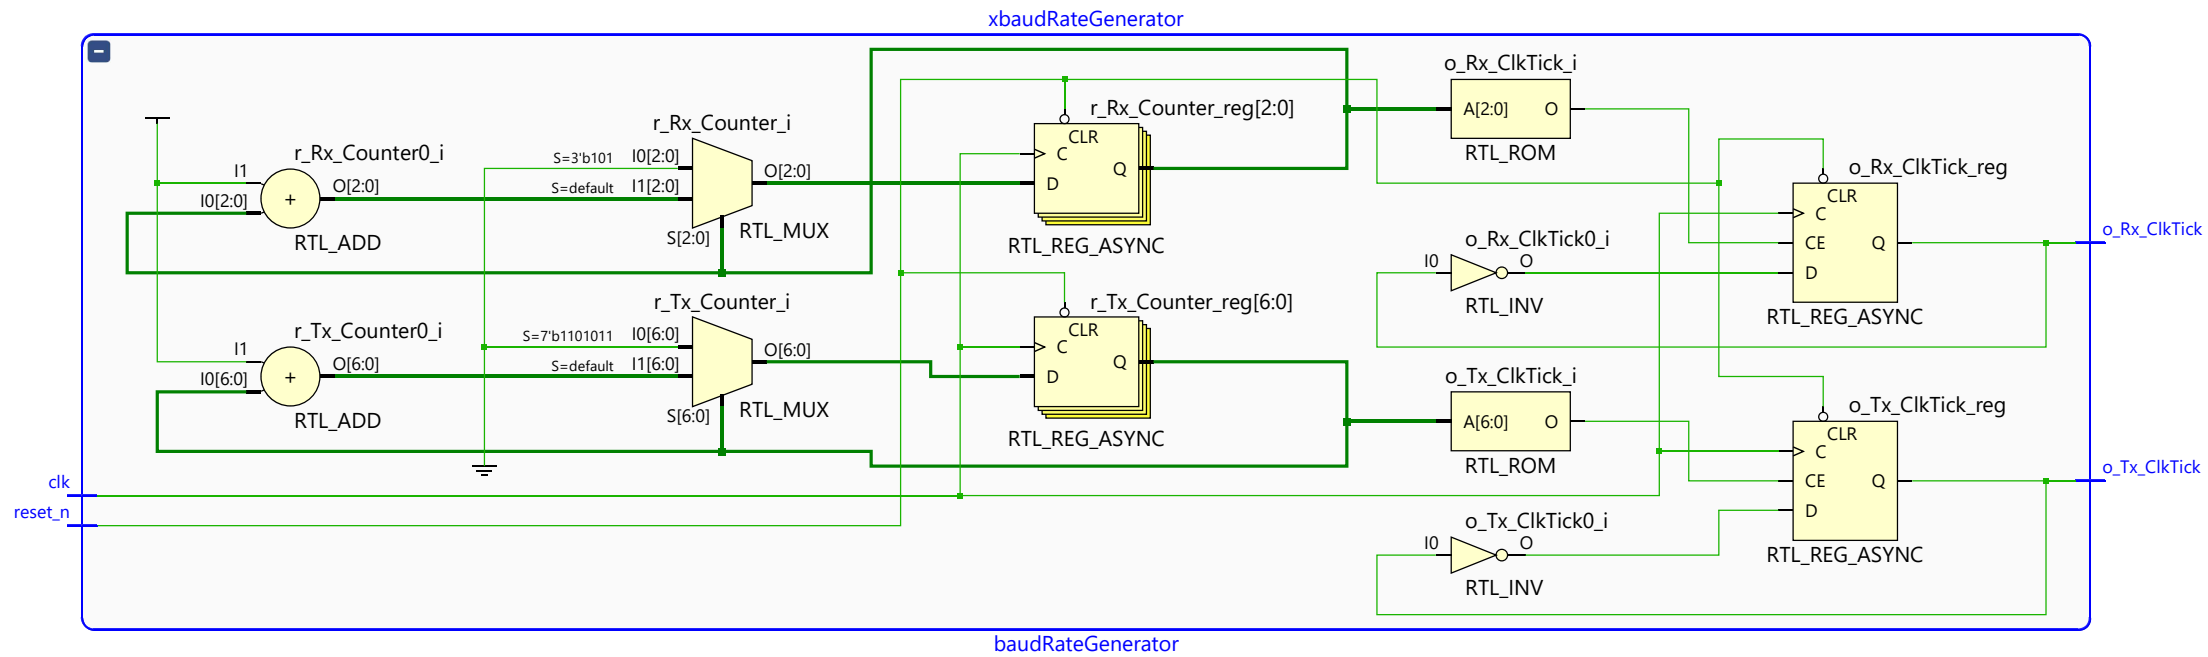 xbaudRateGenerator
o_Rx_ClkTick_i
A[2:0] O
RTL_ROM
r_Rx_Counter_reg[2:0]
CLR
C
D
Q
RTL_REG_ASYNC
r_Rx_Counter_i
S=3'b101 I0[2:0]
S=default I1[2:0]
O[2:0]
S[2:0]
RTL_MUX
r_Rx_Counter0_i
I1
I0[2:0]
+
O[2:0]
RTL_ADD
o_Rx_ClkTick_reg
CLR
C
CE
D
Q
RTL_REG_ASYNC
o_Rx_ClkTick
o_Rx_ClkTick0_i
I0 O
RTL_INV
r_Tx_Counter_i
S=7'b1101011 I0[6:0]
S=default I1[6:0]
O[6:0]
S[6:0]
RTL_MUX
r_Tx_Counter_reg[6:0]
CLR
C
D
Q
RTL_REG_ASYNC
r_Tx_Counter0_i
I1
I0[6:0]
+
O[6:0]
RTL_ADD
o_Tx_ClkTick_i
A[6:0] O
RTL_ROM
o_Tx_ClkTick_reg
CLR
C
CE
D
Q
RTL_REG_ASYNC
o_Tx_ClkTick
clk
reset_n
o_Tx_ClkTick0_i
I0 O
RTL_INV
baudRateGenerator